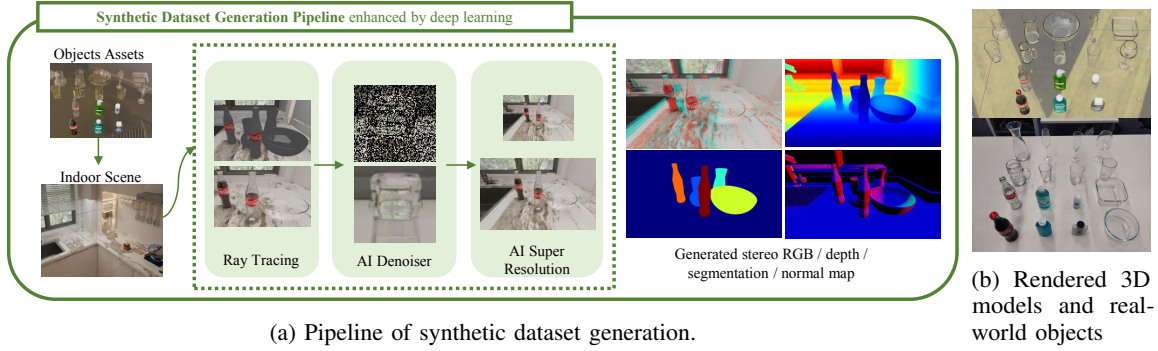 Synthetic Dataset Generation Pipeline enhanced by deep learning
Objects Assets
Indoor Scene
Ray Tracing
AI Denoiser
AI Super
Resolution
Generated stereo RGB / depth /
segmentation / normal map
(a) Pipeline of synthetic dataset generation.
(b) Rendered 3D
models and real-
world objects